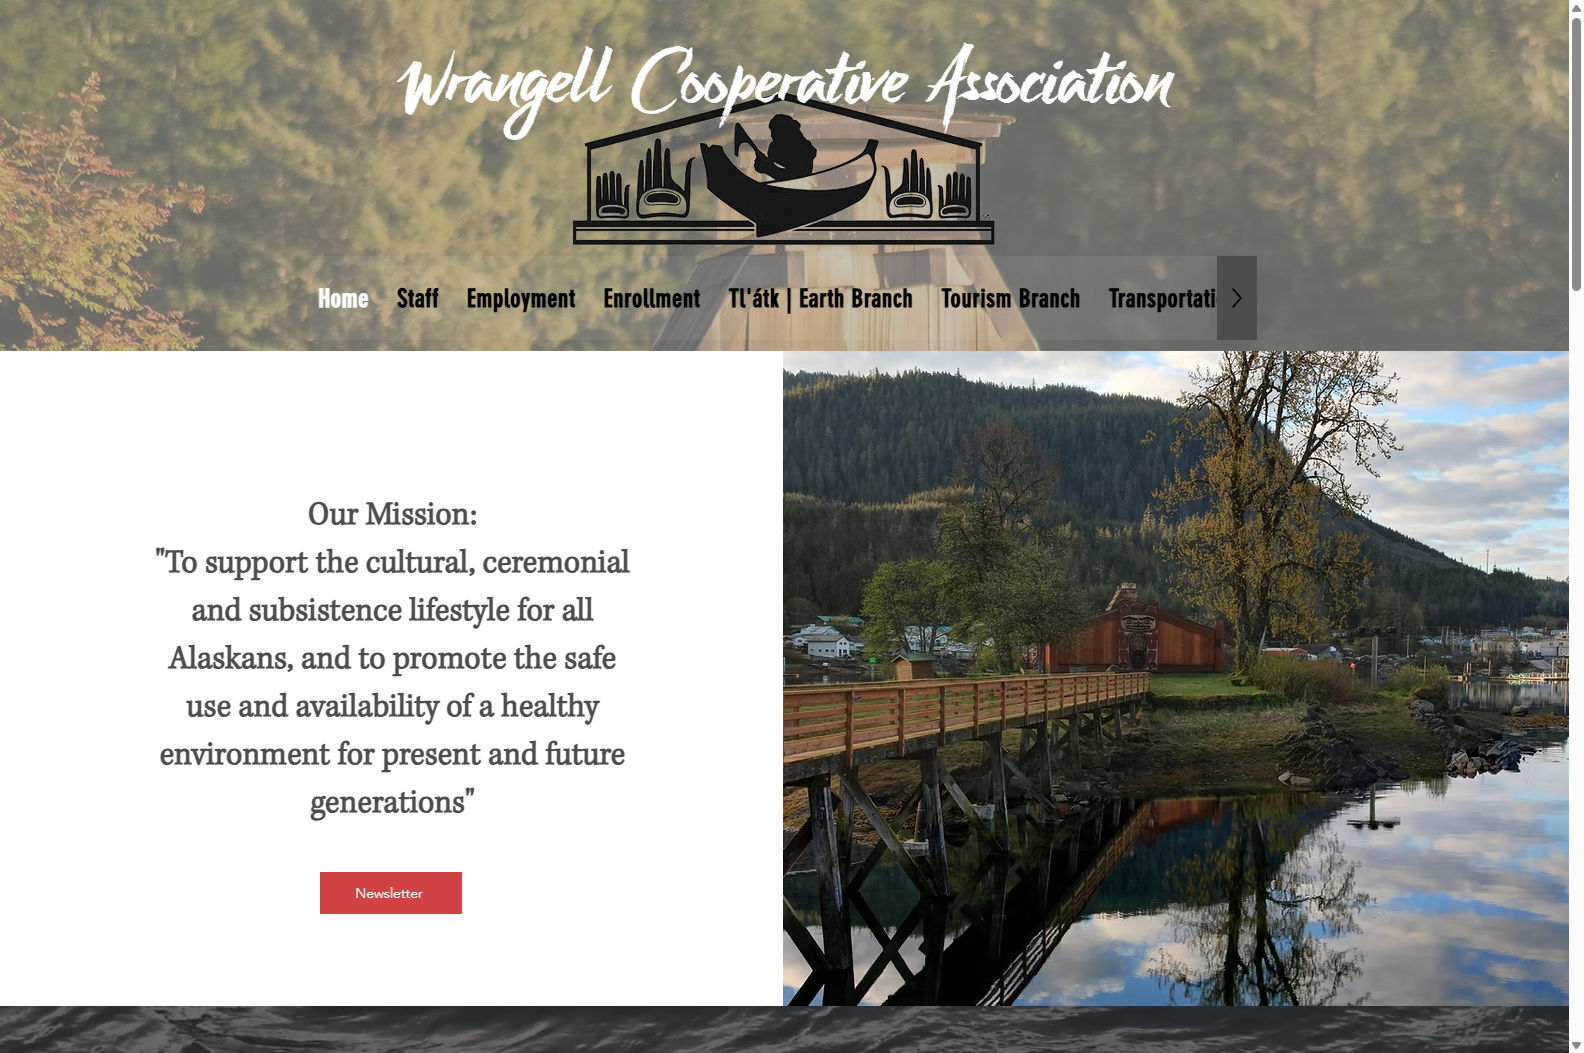 Wrangell Cooperative Association
Home Staff Employment Enrollment Tl'átk | Earth Branch Tourism Branch Transportati
Our Mission:
"To support the cultural, ceremonial
and subsistence lifestyle for all
Alaskans, and to promote the safe
use and availability of a healthy
environment for present and future
generations"
Newsletter